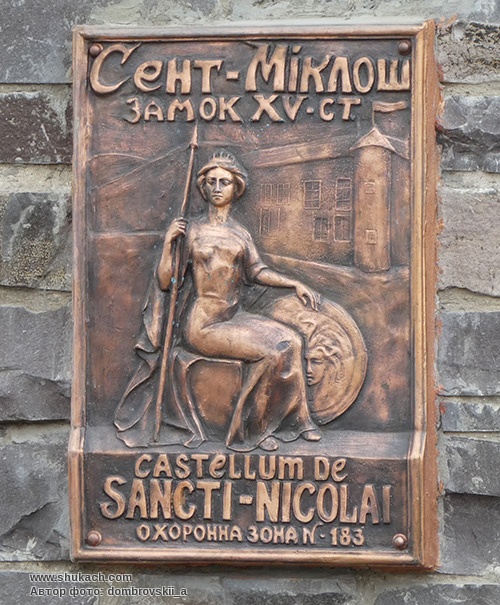 Сент-Міклош
ЗАМОК XV-СТ.
CASTELLUM DE
SANCTI-NICOLAI
ОХОРОННА ЗОНА N-183
www.shukach.com
Автор фото: dombrovskii_a